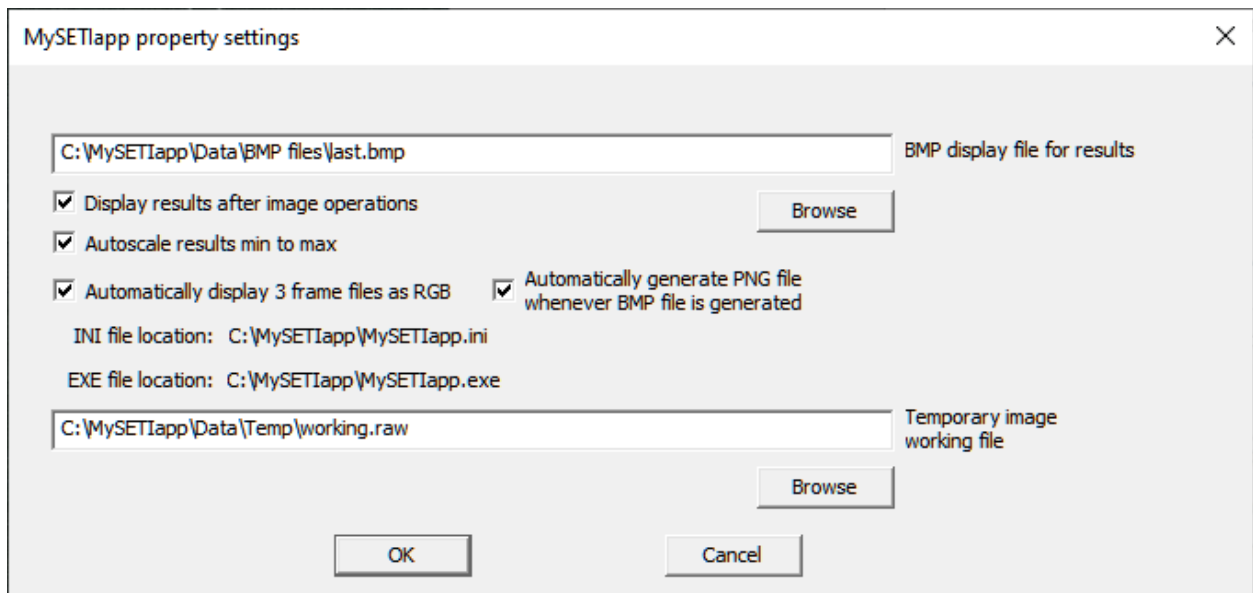 MySETIapp property settings
C:\MySETIapp\Data\BMP files\last.bmp
BMP display file for results
Display results after image operations
Browse
Autoscale results min to max
Automatically display 3 frame files as RGB
Automatically generate PNG file
whenever BMP file is generated
INI file location: C:\MySETIapp\MySETIapp.ini
EXE file location: C:\MySETIapp\MySETIapp.exe
C:\MySETIapp\Data\Temp\working.raw
Temporary image
working file
Browse
OK
Cancel